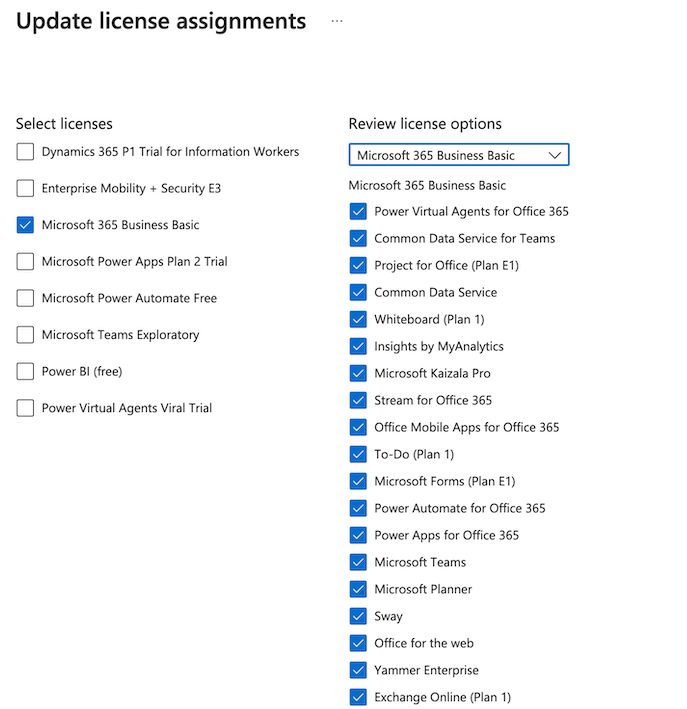 Update license assignments ...
Select licenses
Dynamics 365 P1 Trial for Information Workers
Enterprise Mobility + Security E3
Microsoft 365 Business Basic
Microsoft Power Apps Plan 2 Trial
Microsoft Power Automate Free
Microsoft Teams Exploratory
Power BI (free)
Power Virtual Agents Viral Trial
Review license options
Microsoft 365 Business Basic
Microsoft 365 Business Basic
Power Virtual Agents for Office 365
Common Data Service for Teams
Project for Office (Plan E1)
Common Data Service
Whiteboard (Plan 1)
Insights by MyAnalytics
Microsoft Kaizala Pro
Stream for Office 365
Office Mobile Apps for Office 365
To-Do (Plan 1)
Microsoft Forms (Plan E1)
Power Automate for Office 365
Power Apps for Office 365
Microsoft Teams
Microsoft Planner
Sway
Office for the web
Yammer Enterprise
Exchange Online (Plan 1)